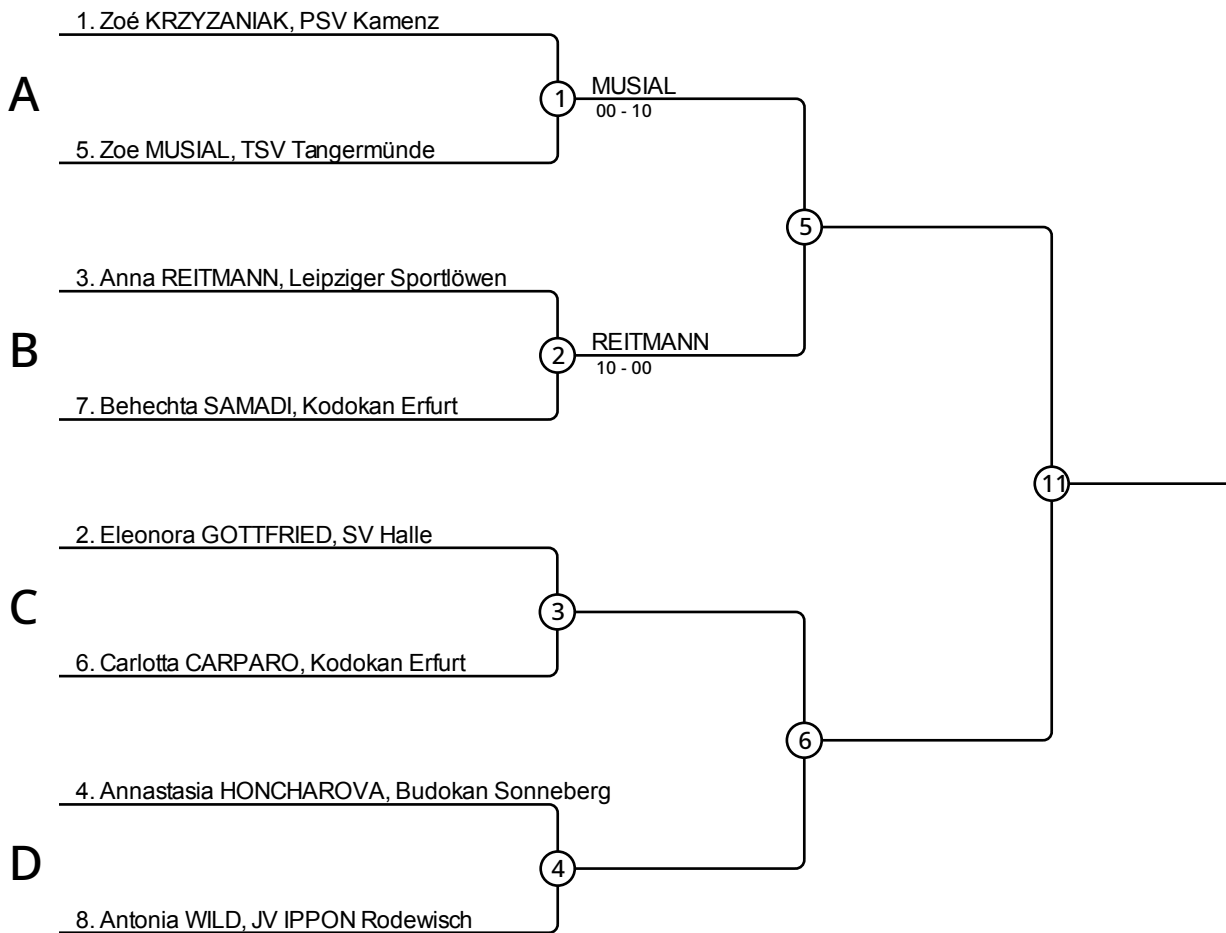 1. Zoé KRZYZANIAK, PSV Kamenz
A
1
MUSIAL
00 - 10
5. Zoe MUSIAL, TSV Tangermünde
5
3. Anna REITMANN, Leipziger Sportlöwen
B
2
REITMANN
10 - 00
7. Behechta SAMADI, Kodokan Erfurt
11
2. Eleonora GOTTFRIED, SV Halle
C
3
6. Carlotta CARPARO, Kodokan Erfurt
6
4. Annastasia HONCHAROVA, Budokan Sonneberg
D
4
8. Antonia WILD, JV IPPON Rodewisch